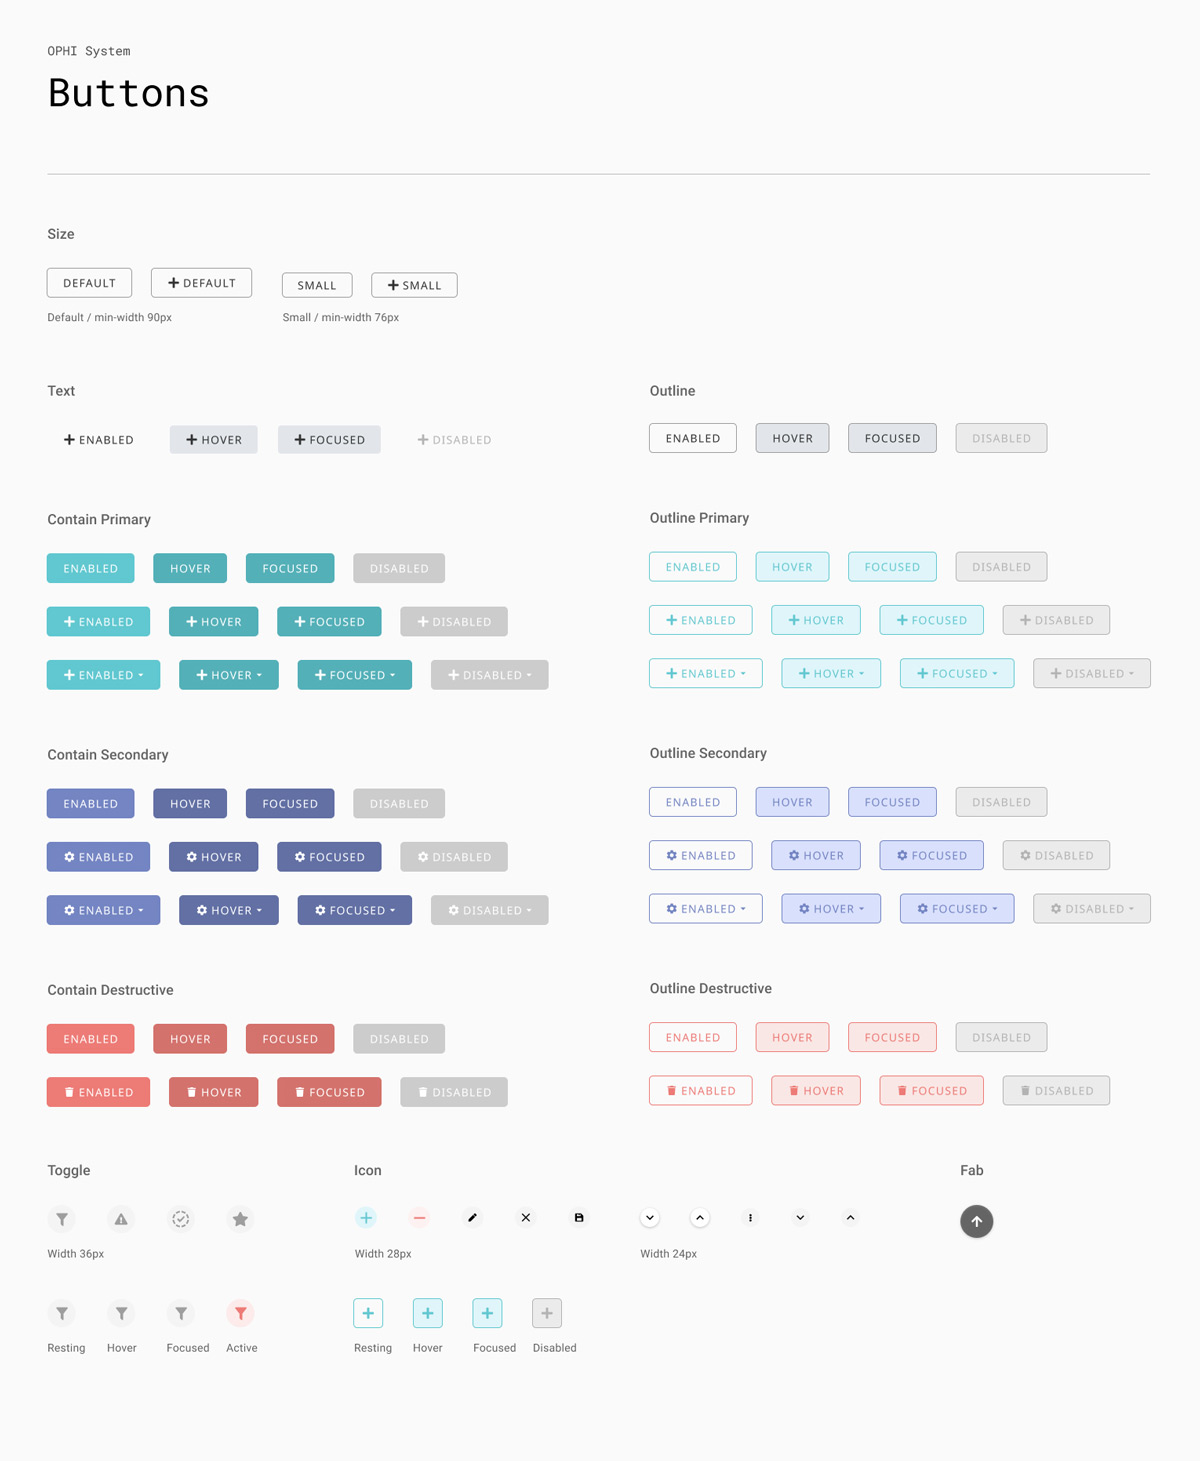 OPHI System
Buttons
Size
DEFAULT DEFAULT SMALL SMALL
Default / min-width 90px Small / min-width 76px
Text Outline
ENABLED HOVER FOCUSED DISABLED ENABLED HOVER FOCUSED DISABLED
Contain Primary Outline Primary
ENABLED HOVER FOCUSED DISABLED ENABLED HOVER FOCUSED DISABLED
ENABLED HOVER FOCUSED DISABLED ENABLED HOVER FOCUSED DISABLED
ENABLED HOVER FOCUSED DISABLED ENABLED HOVER FOCUSED DISABLED
Contain Secondary Outline Secondary
ENABLED HOVER FOCUSED DISABLED ENABLED HOVER FOCUSED DISABLED
ENABLED HOVER FOCUSED DISABLED ENABLED HOVER FOCUSED DISABLED
ENABLED HOVER FOCUSED DISABLED ENABLED HOVER FOCUSED DISABLED
Contain Destructive Outline Destructive
ENABLED HOVER FOCUSED DISABLED ENABLED HOVER FOCUSED DISABLED
ENABLED HOVER FOCUSED DISABLED ENABLED HOVER FOCUSED DISABLED
Toggle Icon Fab
Width 36px Width 28px Width 24px
Resting Hover Focused Active Resting Hover Focused Disabled